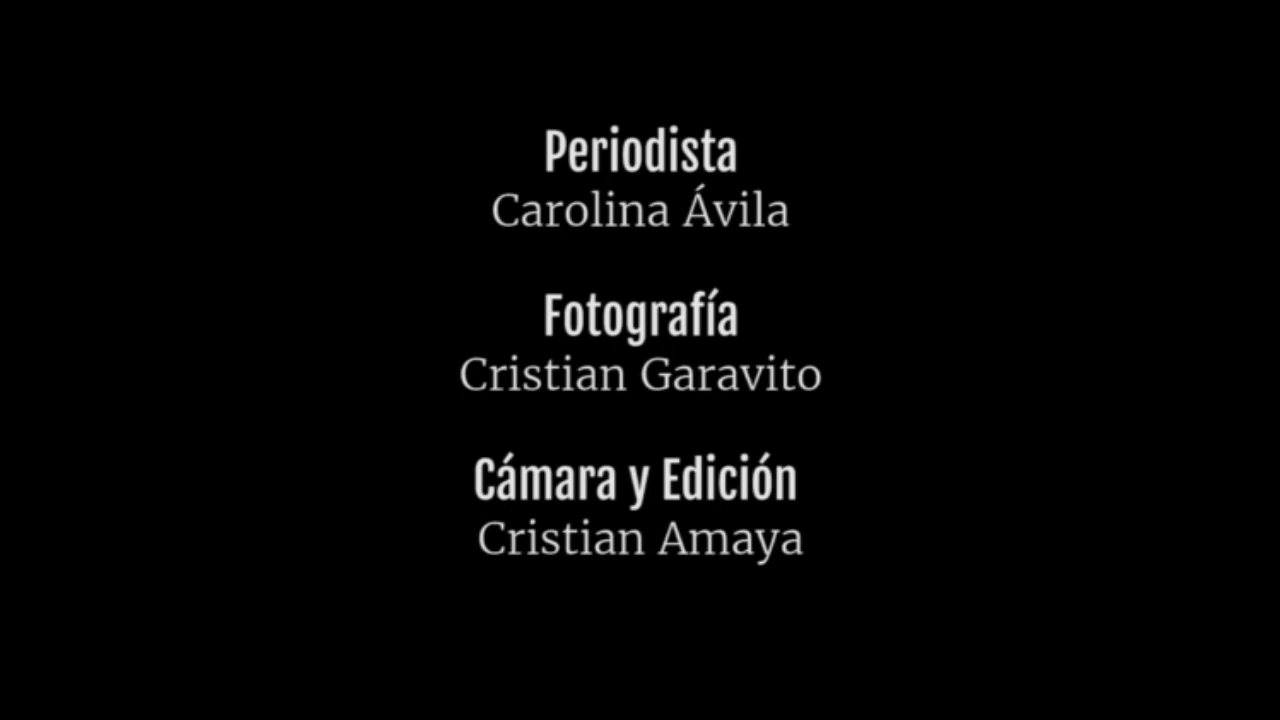 Periodista
Carolina Ávila
Fotografía
Cristian Garavito
Cámara y Edición
Cristian Amaya